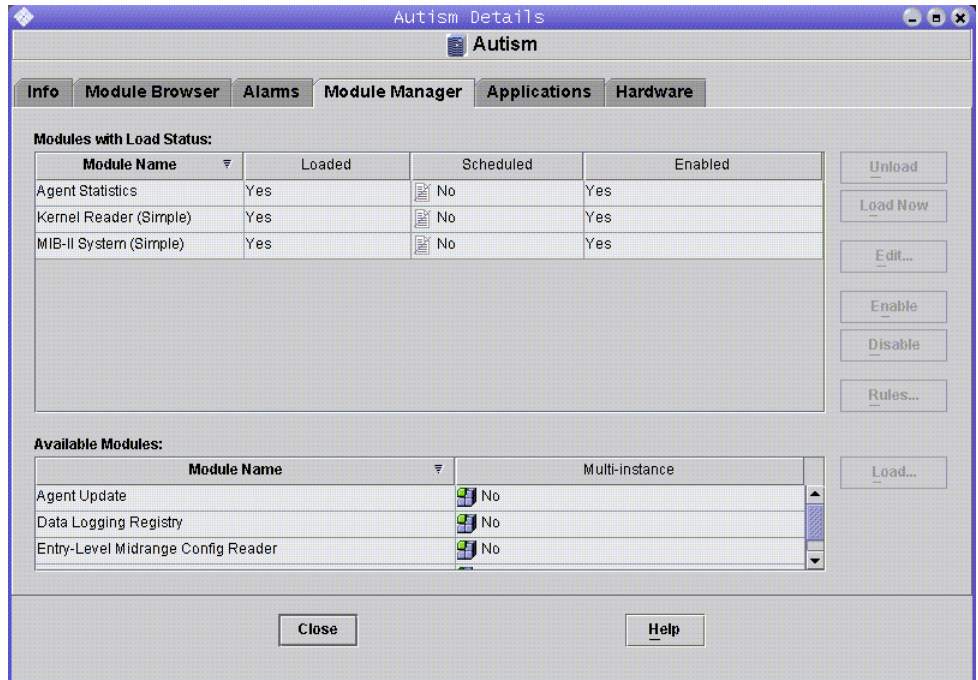 Autism Details
Autism
Info Module Browser Alarms Module Manager Applications Hardware
Modules with Load Status:
Module Name Loaded Scheduled Enabled
Agent Statistics Yes No Yes
Kernel Reader (Simple) Yes No Yes
MIB-II System (Simple) Yes No Yes
Unload
Load Now
Edit...
Enable
Disable
Rules...
Available Modules:
Module Name Multi-instance
Agent Update No
Data Logging Registry No
Entry-Level Midrange Config Reader No
Load...
Close Help